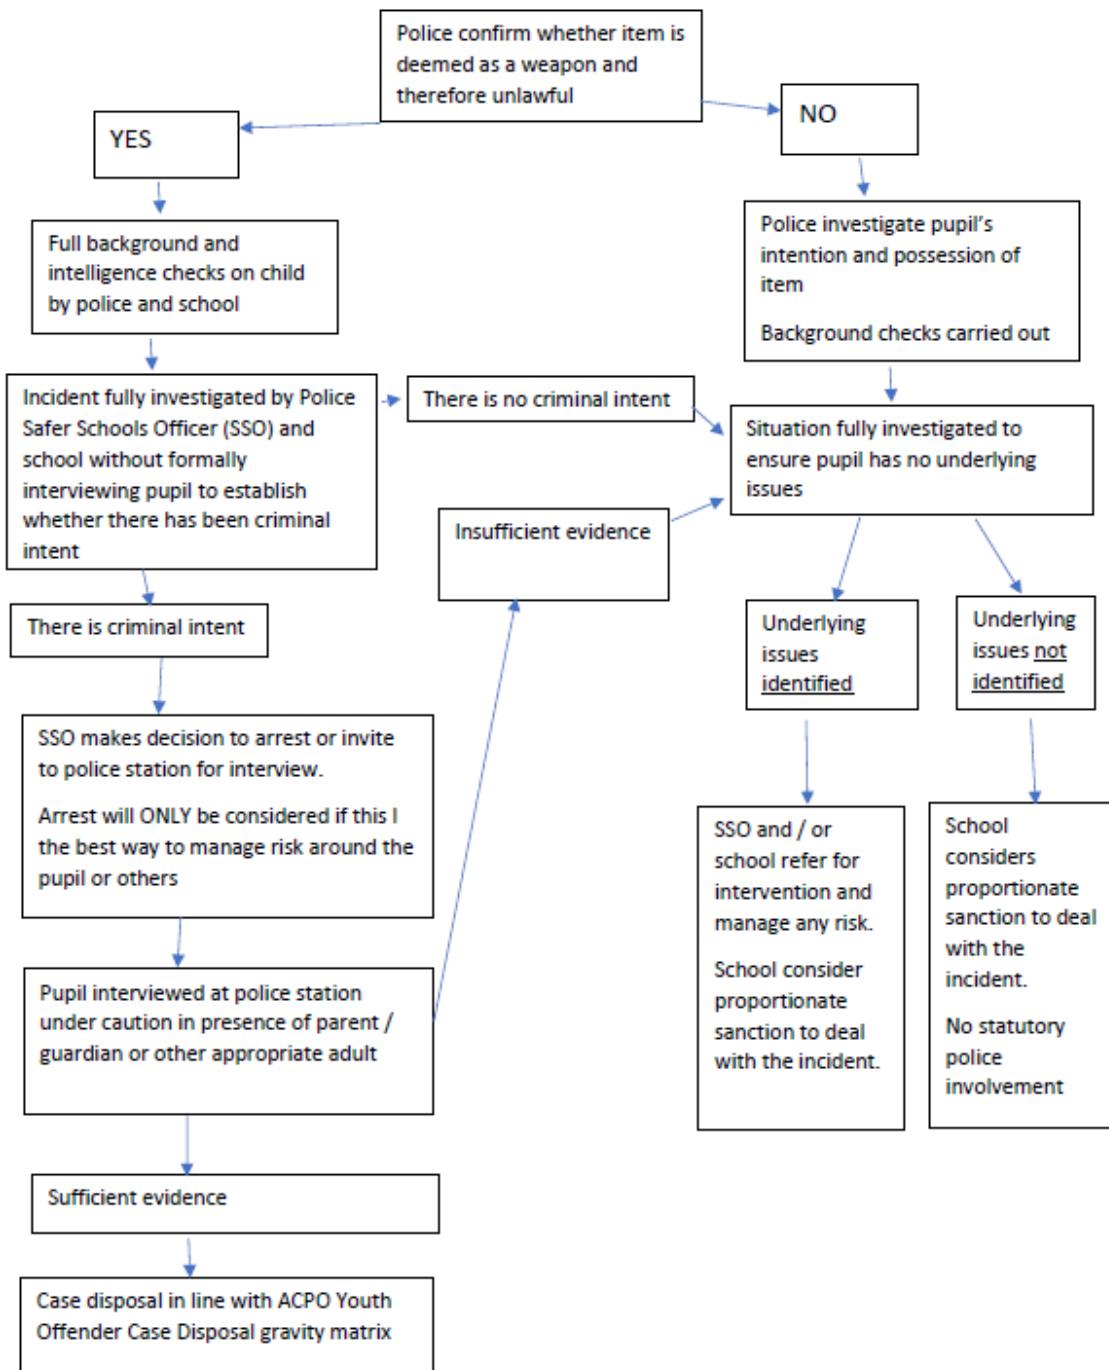 Police confirm whether item is
deemed as a weapon and
therefore unlawful
YES
NO
Full background and
intelligence checks on child
by police and school
Police investigate pupil's
intention and possession of
item
Background checks carried out
Incident fully investigated by Police
Safer Schools Officer (SSO) and
school without formally
interviewing pupil to establish
whether there has been criminal
intent
There is no criminal intent
Situation fully investigated to
ensure pupil has no underlying
issues
Insufficient evidence
There is criminal intent
Underlying
issues
identified
Underlying
issues not
identified
SSO makes decision to arrest or invite
to police station for interview.
Arrest will ONLY be considered if this I
the best way to manage risk around the
pupil or others
SSO and / or
school refer for
intervention and
manage any risk.
School consider
proportionate
sanction to deal
with the incident.
School
considers
proportionate
sanction to deal
with the
incident.
No statutory
police
involvement
Pupil interviewed at police station
under caution in presence of parent /
guardian or other appropriate adult
Sufficient evidence
Case disposal in line with ACPO Youth
Offender Case Disposal gravity matrix